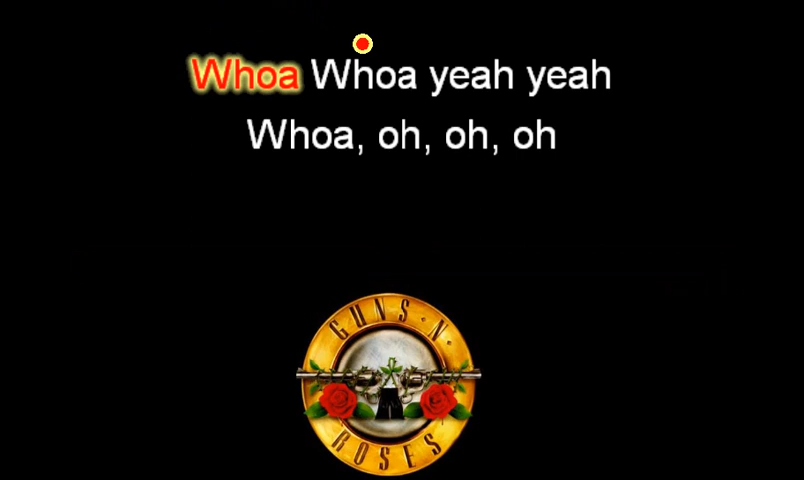 Whoa Whoa yeah yeah
Whoa, oh, oh, oh
GUNS N'
ROSES